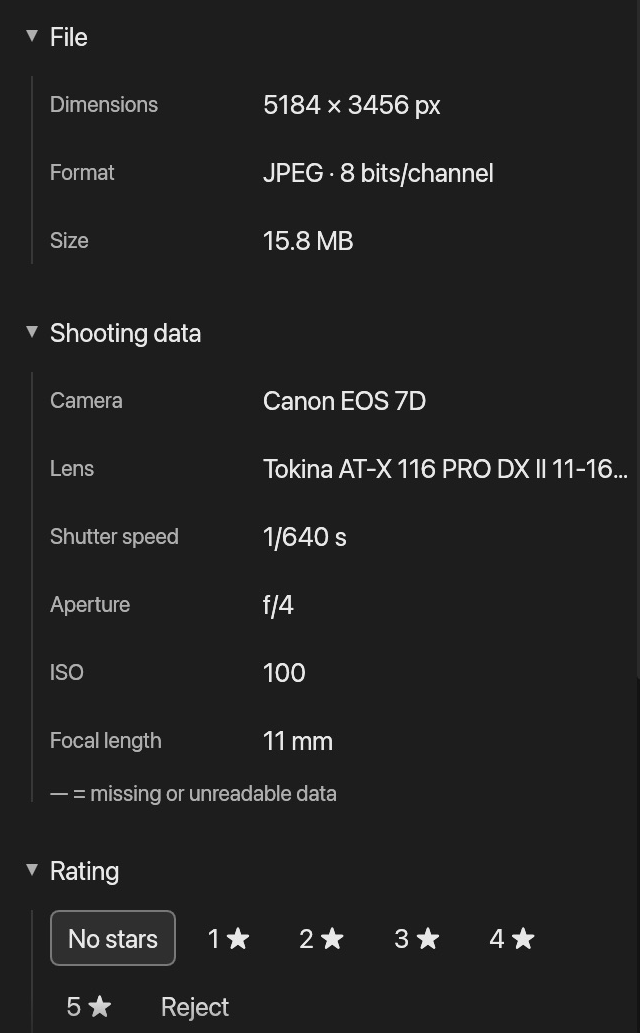 ▼ File
Dimensions 5184 × 3456 px
Format JPEG · 8 bits/channel
Size 15.8 MB
▼ Shooting data
Camera Canon EOS 7D
Lens Tokina AT-X 116 PRO DX II 11-16...
Shutter speed 1/640 s
Aperture f/4
ISO 100
Focal length 11 mm
— = missing or unreadable data
▼ Rating
No stars 1 ★ 2 ★ 3 ★ 4 ★
5 ★ Reject